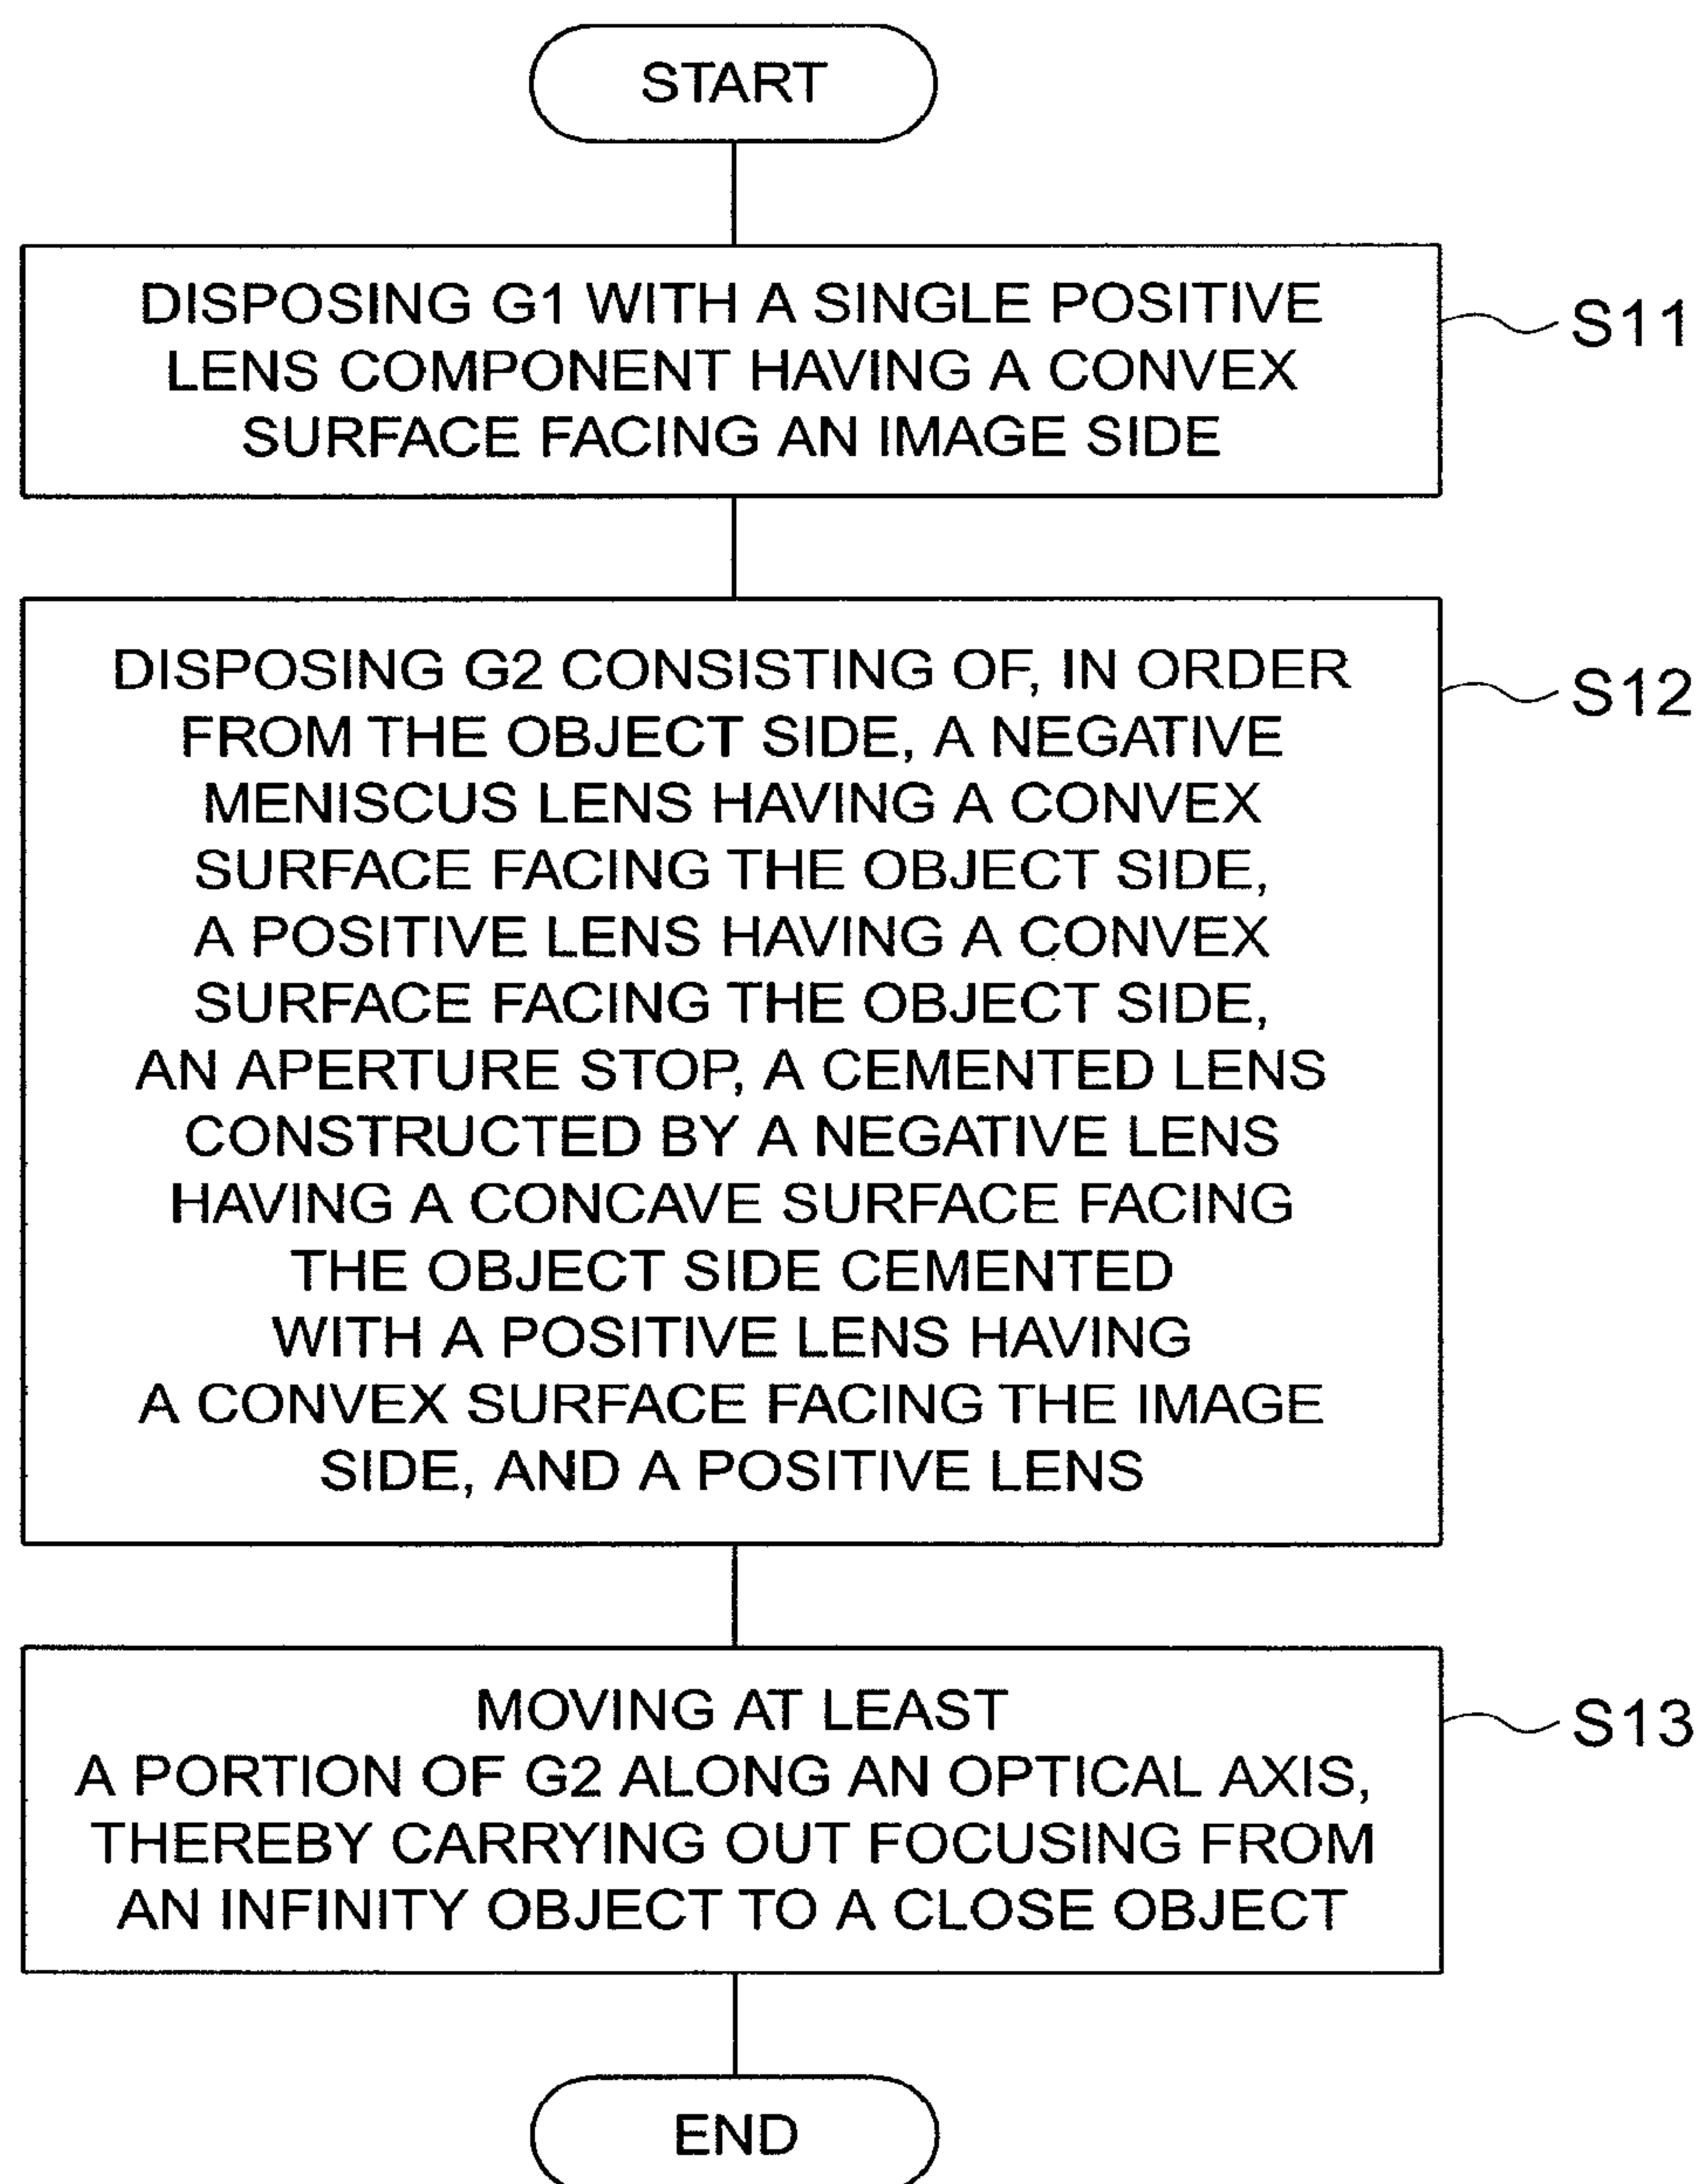 START
DISPOSING G1 WITH A SINGLE POSITIVE
LENS COMPONENT HAVING A CONVEX
SURFACE FACING AN IMAGE SIDE
S11
DISPOSING G2 CONSISTING OF, IN ORDER
FROM THE OBJECT SIDE, A NEGATIVE
MENISCUS LENS HAVING A CONVEX
SURFACE FACING THE OBJECT SIDE,
A POSITIVE LENS HAVING A CONVEX
SURFACE FACING THE OBJECT SIDE,
AN APERTURE STOP, A CEMENTED LENS
CONSTRUCTED BY A NEGATIVE LENS
HAVING A CONCAVE SURFACE FACING
THE OBJECT SIDE CEMENTED
WITH A POSITIVE LENS HAVING
A CONVEX SURFACE FACING THE IMAGE
SIDE, AND A POSITIVE LENS
S12
MOVING AT LEAST
A PORTION OF G2 ALONG AN OPTICAL AXIS,
THEREBY CARRYING OUT FOCUSING FROM
AN INFINITY OBJECT TO A CLOSE OBJECT
S13
END